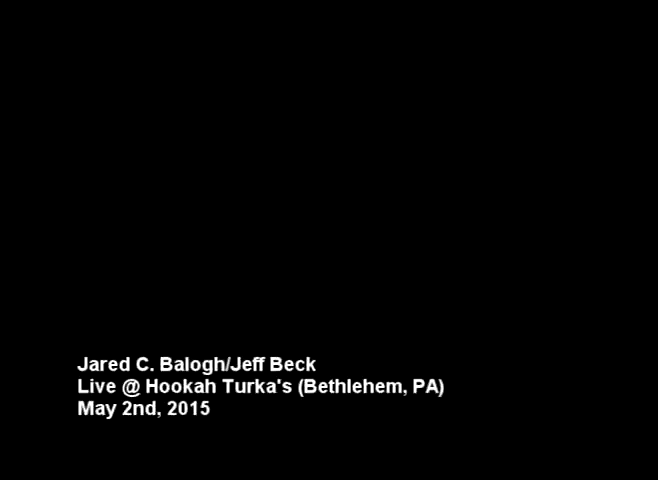 Jared C. Balogh/Jeff Beck
Live @ Hookah Turka's (Bethlehem, PA)
May 2nd, 2015